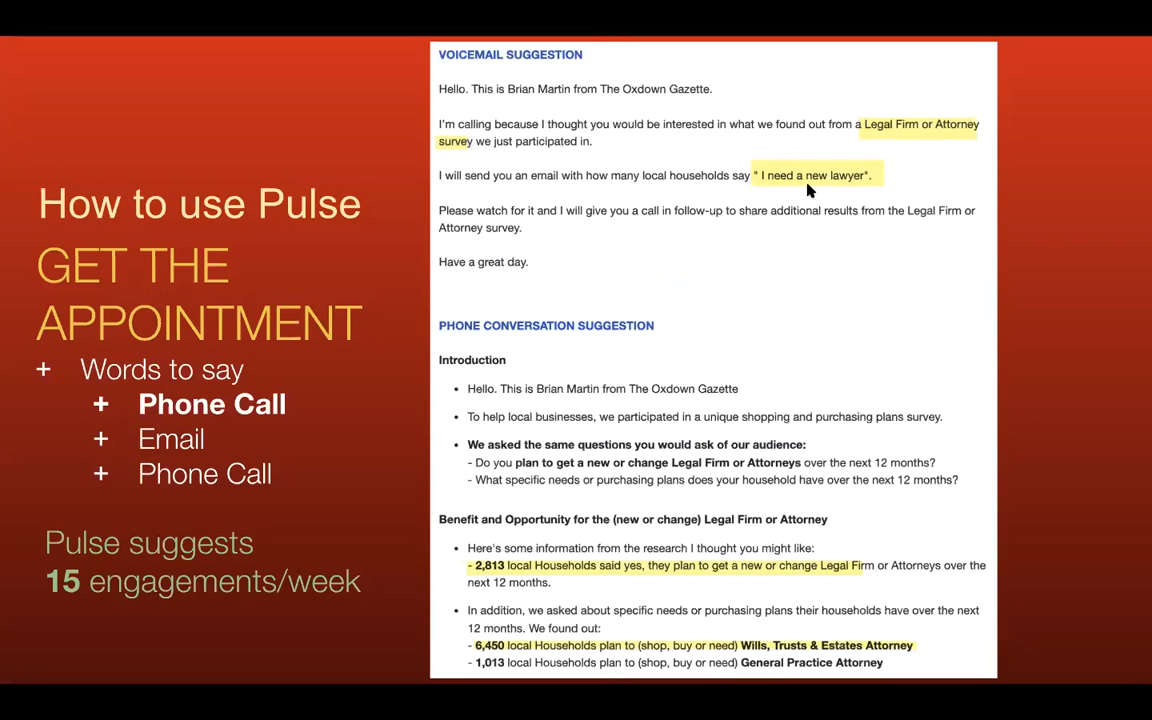 How to use Pulse
GET THE
APPOINTMENT
+ Words to say
+ Phone Call
+ Email
+ Phone Call
Pulse suggests
15 engagements/week
VOICEMAIL SUGGESTION
Hello. This is Brian Martin from The Oxdown Gazette.
I'm calling because I thought you would be interested in what we found out from a Legal Firm or Attorney
survey we just participated in.
I will send you an email with how many local households say " I need a new lawyer".
Please watch for it and I will give you a call in follow-up to share additional results from the Legal Firm or
Attorney survey.
Have a great day.
PHONE CONVERSATION SUGGESTION
Introduction
• Hello. This is Brian Martin from The Oxdown Gazette
• To help local businesses, we participated in a unique shopping and purchasing plans survey.
• We asked the same questions you would ask of our audience:
- Do you plan to get a new or change Legal Firm or Attorneys over the next 12 months?
- What specific needs or purchasing plans does your household have over the next 12 months?
Benefit and Opportunity for the (new or change) Legal Firm or Attorney
• Here's some information from the research I thought you might like:
- 2,813 local Households said yes, they plan to get a new or change Legal Firm or Attorneys over the
next 12 months.
• In addition, we asked about specific needs or purchasing plans their households have over the next
12 months. We found out:
- 6,450 local Households plan to (shop, buy or need) Wills, Trusts & Estates Attorney
- 1,013 local Households plan to (shop, buy or need) General Practice Attorney